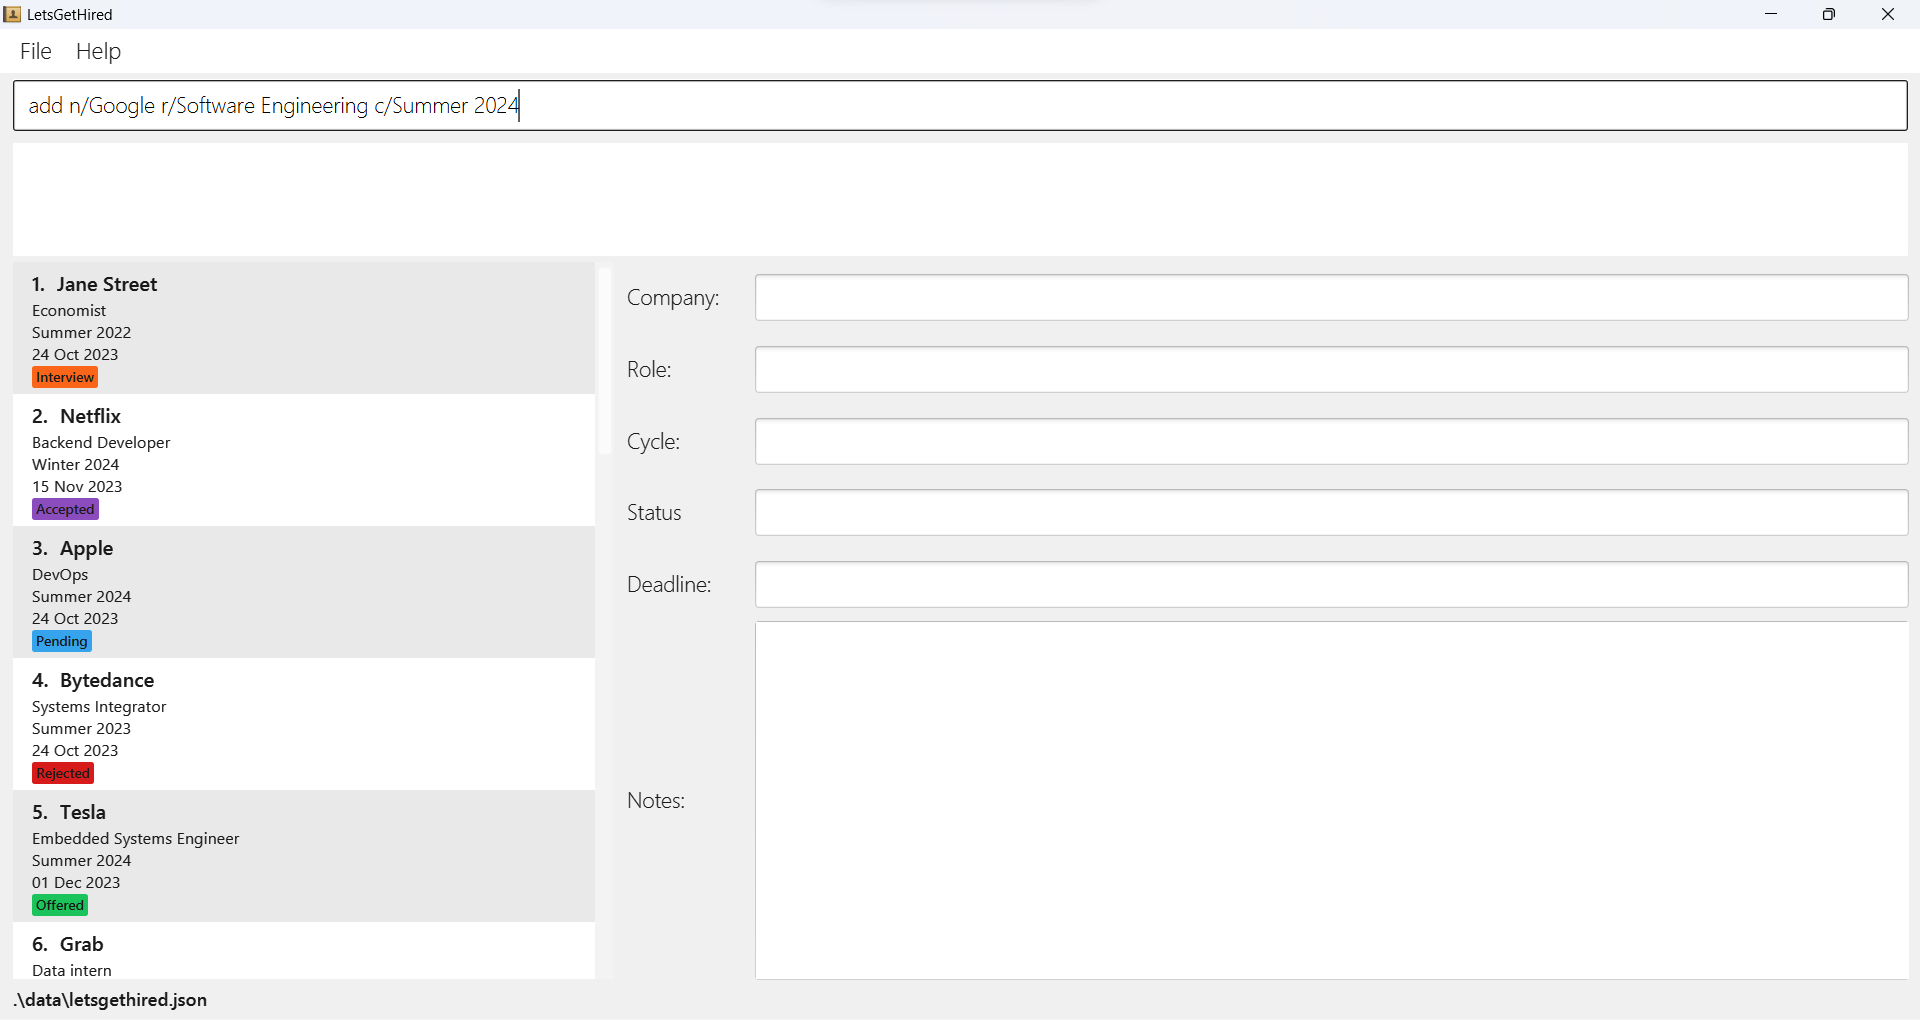 LetsGetHired
File Help
add n/Google r/Software Engineering c/Summer 2024
1. Jane Street
Economist
Summer 2022
24 Oct 2023
Interview
2. Netflix
Backend Developer
Winter 2024
15 Nov 2023
Accepted
3. Apple
DevOps
Summer 2024
24 Oct 2023
Pending
4. Bytedance
Systems Integrator
Summer 2023
24 Oct 2023
Rejected
5. Tesla
Embedded Systems Engineer
Summer 2024
01 Dec 2023
Offered
6. Grab
Data intern
Company:
Role:
Cycle:
Status
Deadline:
Notes:
.\data\letsgethired.json